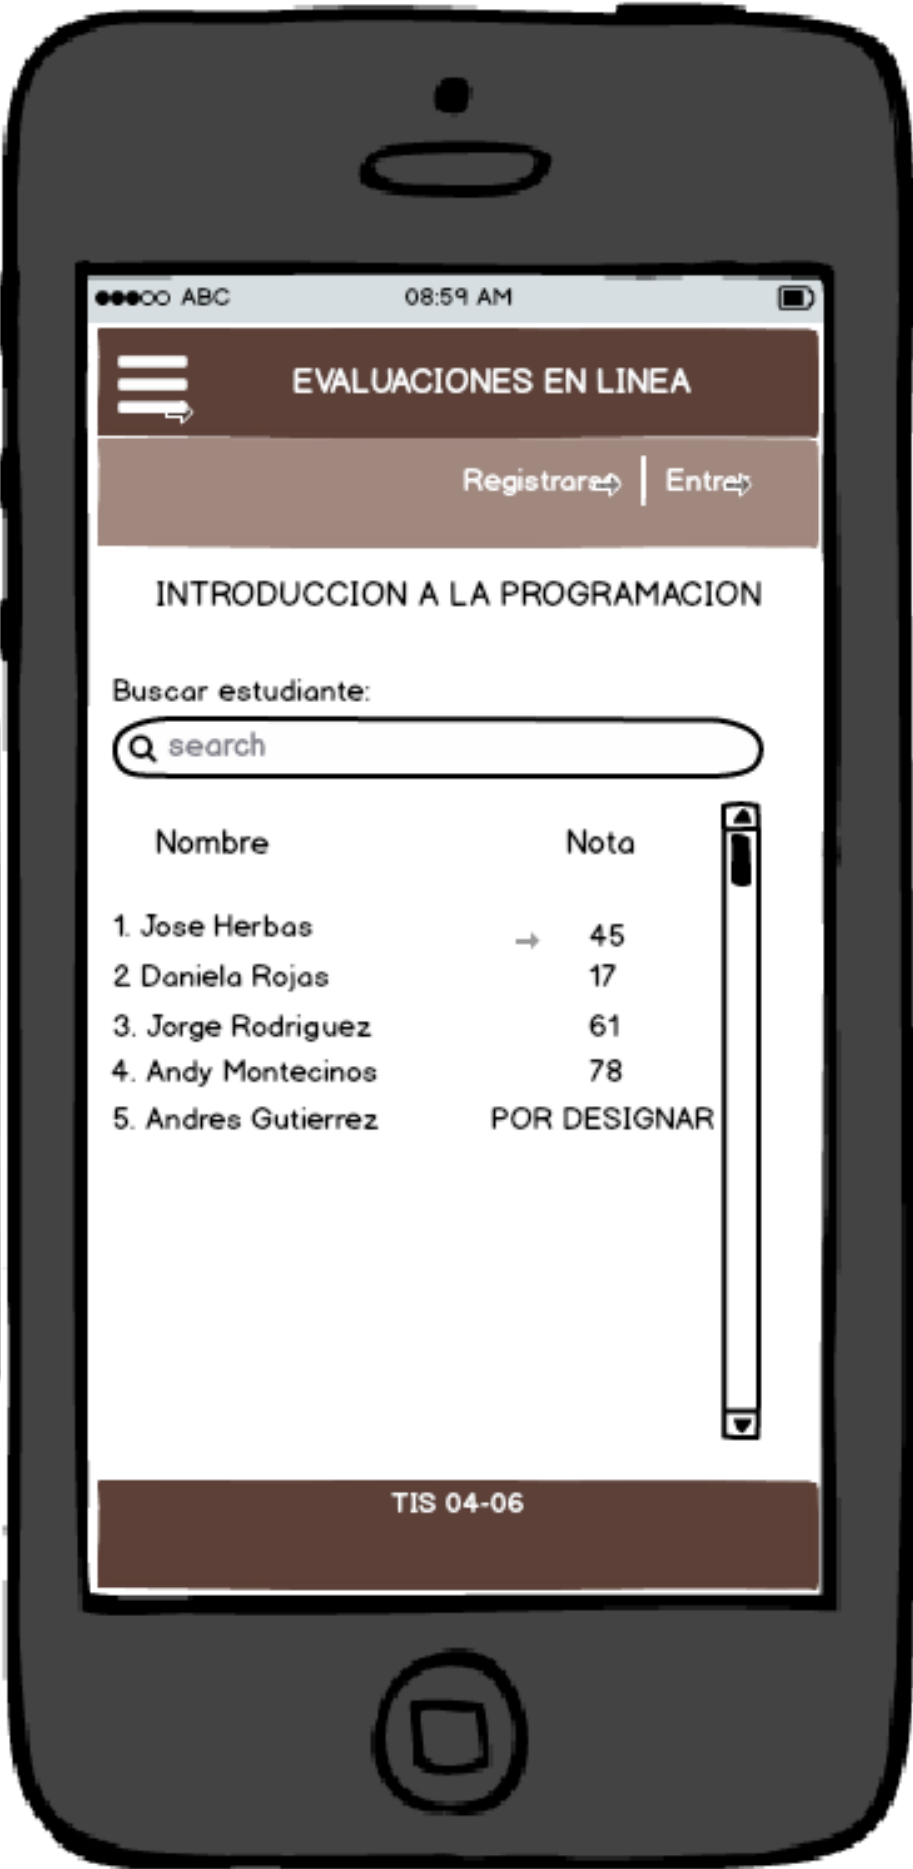 ABC 08:59 AM
EVALUACIONES EN LINEA
Registrarse | Entrar
INTRODUCCION A LA PROGRAMACION
Buscar estudiante:
search
Nombre Nota
1. Jose Herbas 45
2 Daniela Rojas 17
3. Jorge Rodriguez 61
4. Andy Montecinos 78
5. Andres Gutierrez POR DESIGNAR
TIS 04-06